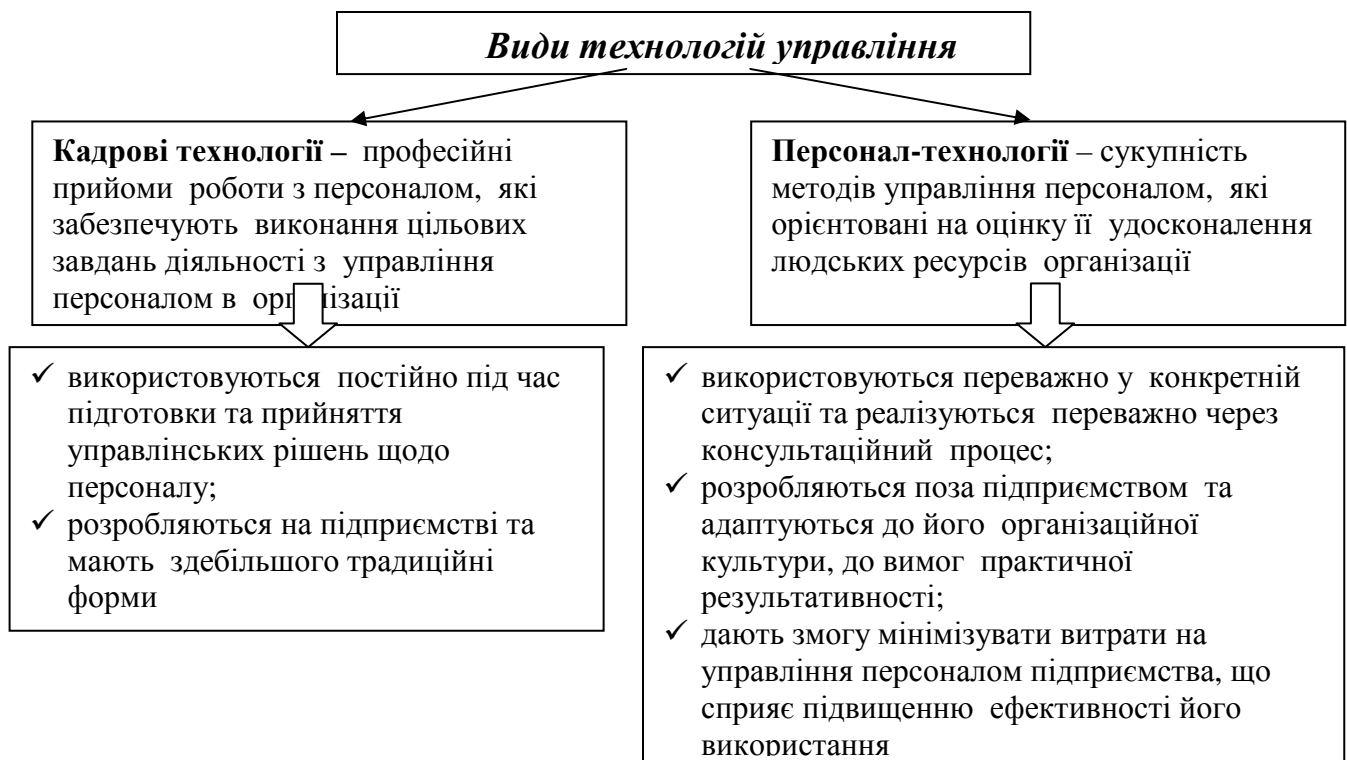 Види технологій управління
Кадрові технології – професійні
прийоми роботи з персоналом, які
забезпечують виконання цільових
завдань діяльності з управління
персоналом в орг ізації
✓ використовуються постійно під час
підготовки та прийняття
управлінських рішень щодо
персоналу;
✓ розробляються на підприємстві та
мають здебільшого традиційні
форми
Персонал-технології – сукупність
методів управління персоналом, які
орієнтовані на оцінку її удосконалення
людських ресурсів організації
✓ використовуються переважно у конкретній
ситуації та реалізуються переважно через
консультаційний процес;
✓ розробляються поза підприємством та
адаптуються до його організаційної
культури, до вимог практичної
результативності;
✓ дають змогу мінімізувати витрати на
управління персоналом підприємства, що
сприяє підвищенню ефективності його
використання